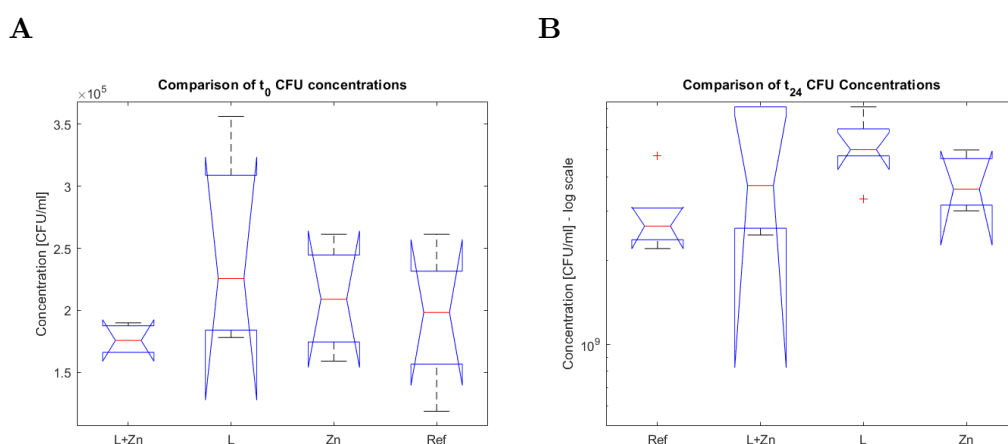 A
B
Comparison of t0 CFU concentrations
×10^5
3.5
3
2.5
2
1.5
Concentration [CFU/ml]
L+Zn L Zn Ref
Comparison of t24 CFU Concentrations
10^9
Concentration [CFU/ml] - log scale
Ref L+Zn L Zn